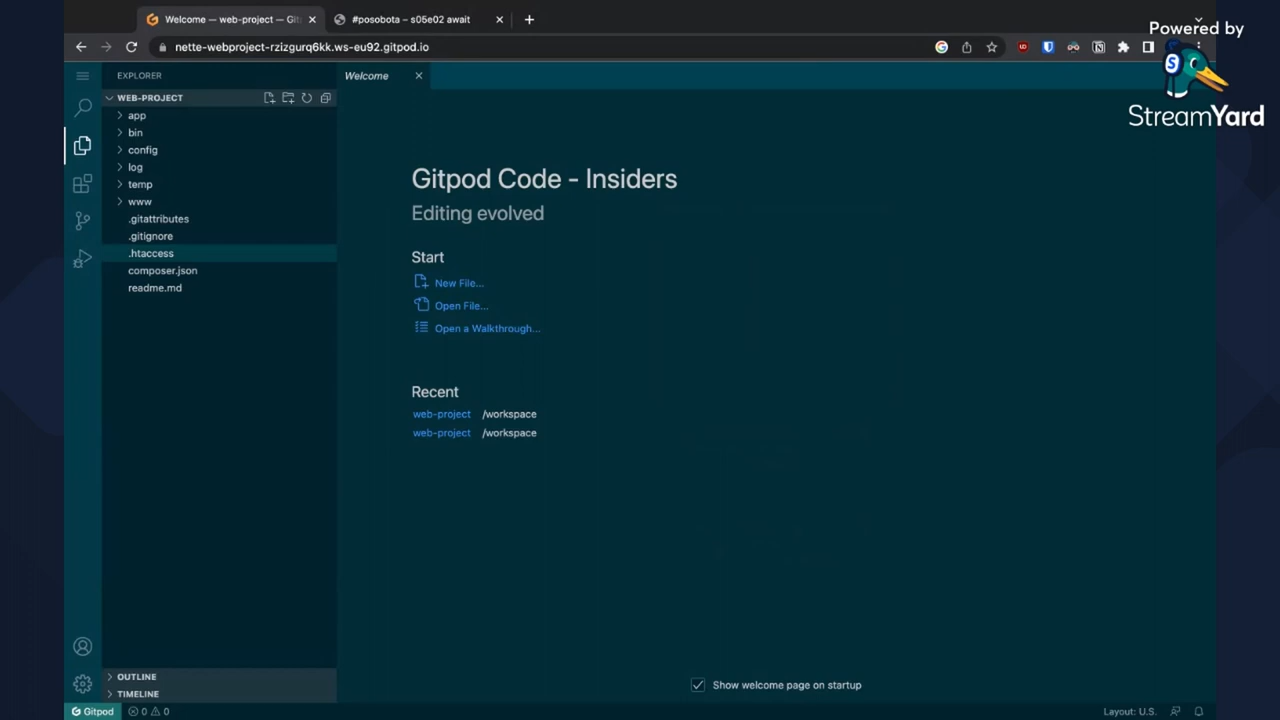 Welcome — web-project — Git
#posobota – s05e02 await
nette-webproject-rzizgurq6kk.ws-eu92.gitpod.io
Powered by
StreamYard
EXPLORER
Welcome
WEB-PROJECT
app
bin
config
log
temp
www
.gitattributes
.gitignore
.htaccess
composer.json
readme.md
Gitpod Code - Insiders
Editing evolved
Start
New File...
Open File...
Open a Walkthrough...
Recent
web-project /workspace
web-project /workspace
Show welcome page on startup
OUTLINE
TIMELINE
Gitpod 0 0
Layout: U.S.